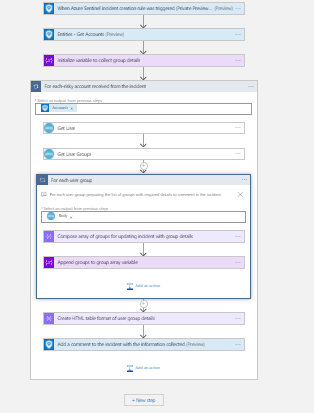 When Azure Sentinel incident creation rule was triggered (Private Preview... (Preview)
Entities - Get Accounts (Preview)
Initialize variable to collect group details
For each risky account received from the incident
* Select an output from previous steps
Accounts x
Get User
Get User Groups
For each user group
For each user group preparing the list of groups with required details to comment in the incident
* Select an output from previous steps
Body x
Compose array of groups for updating incident with group details
Append groups to group array variable
Add an action
Create HTML table format of user group details
Add a comment to the incident with the information collected (Preview)
Add an action
+ New step